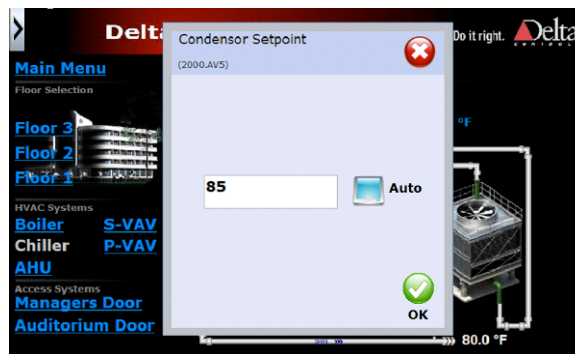 Delta
Condensor Setpoint
(2000.AV5)
Do it right.
Delta
CONTROLS
Main Menu
Floor Selection
Floor 3
Floor 2
Floor 1
°F
85
Auto
HVAC Systems
Boiler S-VAV
Chiller P-VAV
AHU
Access Systems
Managers Door
Auditorium Door
OK
80.0 °F